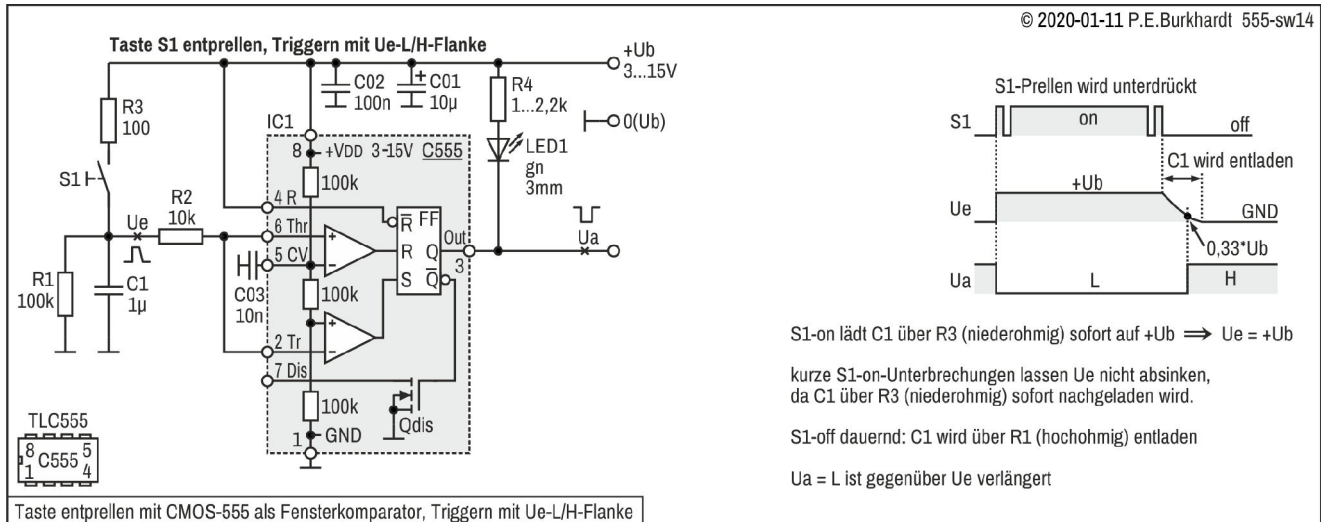 © 2020-01-11 P.E.Burkhardt 555-sw14
Taste S1 entprellen, Triggern mit Ue-L/H-Flanke
+Ub
3...15V
C02
100n
+
C01
10µ
R4
1...2,2k
0(Ub)
R3
100
IC1
8
+VDD 3-15V C555
LED1
gn
3mm
100k
S1
R2
10k
4 R
R FF
Ue
6 Thr
+
−
R Q
Out
3
Ua
5 CV
S Q
R1
100k
C1
1µ
C03
10n
100k
+
−
2 Tr
7 Dis
100k
Qdis
1
GND
TLC555
8 5
C555
1 4
Taste entprellen mit CMOS-555 als Fensterkomparator, Triggern mit Ue-L/H-Flanke
S1-Prellen wird unterdrückt
S1
on
off
C1 wird entladen
+Ub
Ue
GND
0,33*Ub
Ua
L
H
S1-on lädt C1 über R3 (niederohmig) sofort auf +Ub ⇒ Ue = +Ub
kurze S1-on-Unterbrechungen lassen Ue nicht absinken,
da C1 über R3 (niederohmig) sofort nachgeladen wird.
S1-off dauernd: C1 wird über R1 (hochohmig) entladen
Ua = L ist gegenüber Ue verlängert